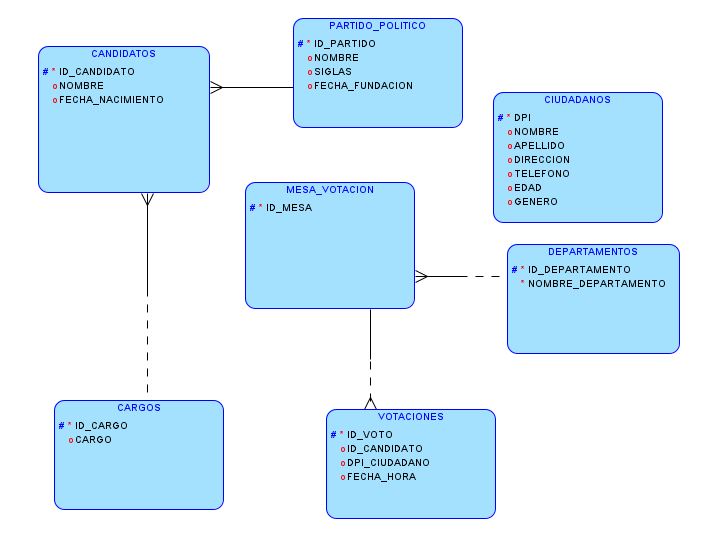 PARTIDO_POLITICO
# * ID_PARTIDO
o NOMBRE
o SIGLAS
o FECHA_FUNDACION
CANDIDATOS
# * ID_CANDIDATO
o NOMBRE
o FECHA_NACIMIENTO
CIUDADANOS
# * DPI
o NOMBRE
o APELLIDO
o DIRECCION
o TELEFONO
o EDAD
o GENERO
MESA_VOTACION
# * ID_MESA
DEPARTAMENTOS
# * ID_DEPARTAMENTO
* NOMBRE_DEPARTAMENTO
CARGOS
# * ID_CARGO
o CARGO
VOTACIONES
# * ID_VOTO
o ID_CANDIDATO
o DPI_CIUDADANO
o FECHA_HORA